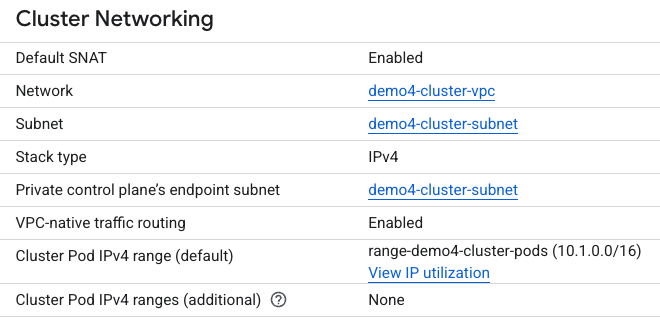 Cluster Networking
Default SNAT Enabled
Network demo4-cluster-vpc
Subnet demo4-cluster-subnet
Stack type IPv4
Private control plane’s endpoint subnet demo4-cluster-subnet
VPC-native traffic routing Enabled
Cluster Pod IPv4 range (default) range-demo4-cluster-pods (10.1.0.0/16)
View IP utilization
Cluster Pod IPv4 ranges (additional) ? None